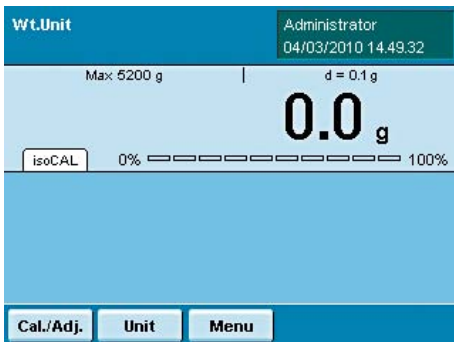 Wt.Unit
Administrator
04/03/2010 14.49.32
Max 5200 g
d = 0.1 g
0.0 g
isoCAL 0% 100%
Cal./Adj. Unit Menu